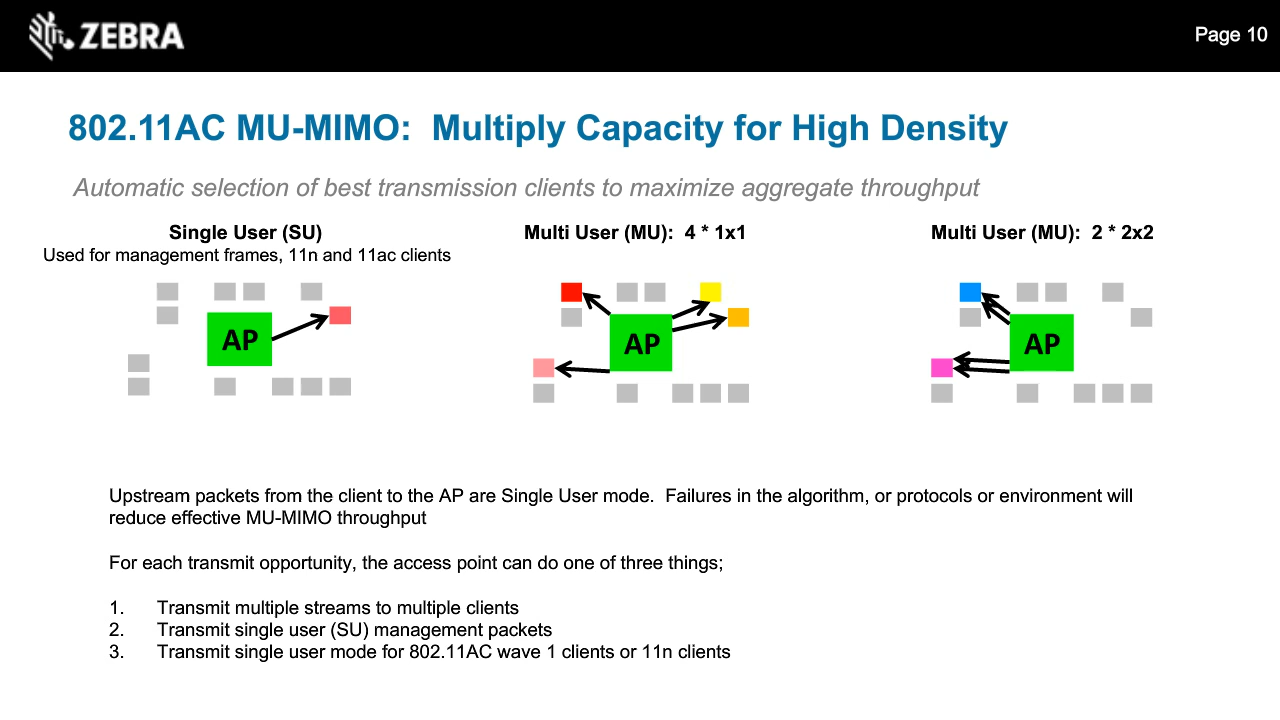 ZEBRA
Page 10
802.11AC MU-MIMO:  Multiply Capacity for High Density
Automatic selection of best transmission clients to maximize aggregate throughput
Single User (SU)
Used for management frames, 11n and 11ac clients
Multi User (MU):  4 * 1x1
Multi User (MU):  2 * 2x2
AP
AP
AP
Upstream packets from the client to the AP are Single User mode.  Failures in the algorithm, or protocols or environment will
reduce effective MU-MIMO throughput
For each transmit opportunity, the access point can do one of three things;
1. Transmit multiple streams to multiple clients
2. Transmit single user (SU) management packets
3. Transmit single user mode for 802.11AC wave 1 clients or 11n clients